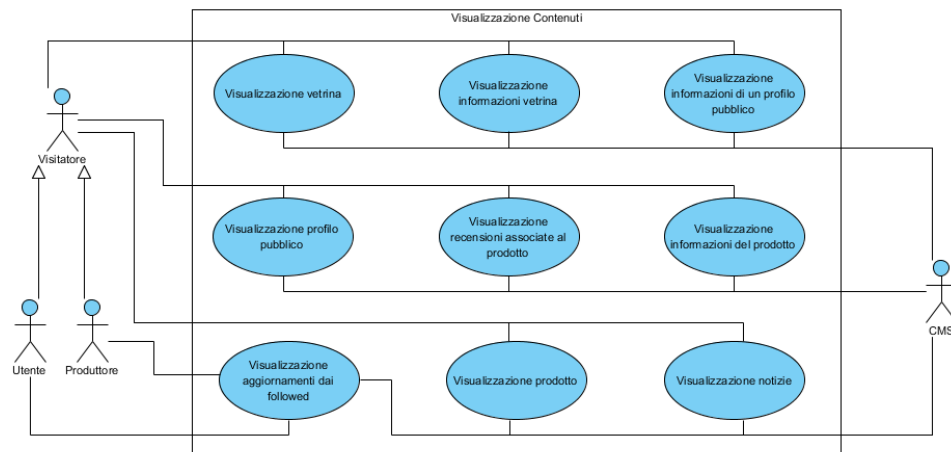 Visualizzazione Contenuti
Visualizzazione vetrina
Visualizzazione
informazioni vetrina
Visualizzazione
informazioni di un profilo
pubblico
Visitatore
Visualizzazione profilo
pubblico
Visualizzazione
recensioni associate al
prodotto
Visualizzazione
informazioni del prodotto
CMS
Utente
Produttore
Visualizzazione
aggiornamenti dai
followed
Visualizzazione prodotto
Visualizzazione notizie